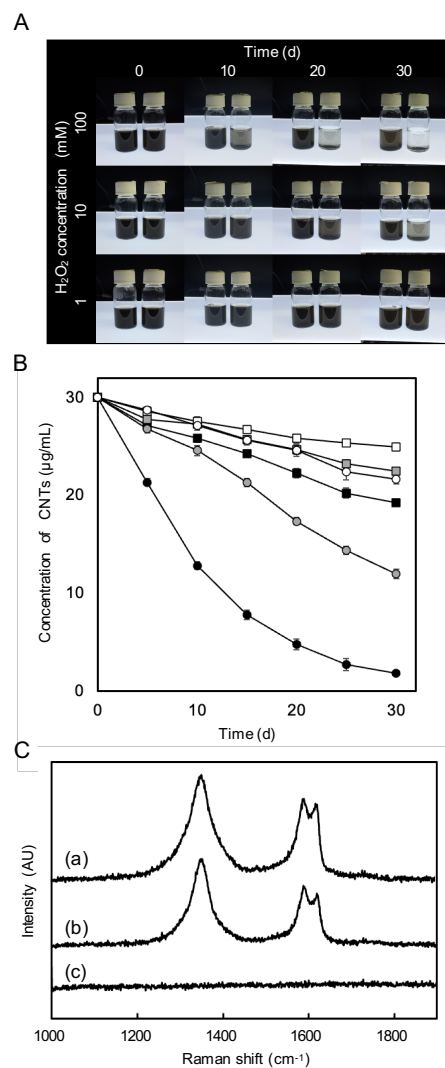 A
Time (d)
0 10 20 30
H₂O₂ concentration (mM)
100
10
1
B
Concentration of CNTs (µg/mL)
30
20
10
0
0 10 20 30
Time (d)
C
Intensity (AU)
(a)
(b)
(c)
1000 1200 1400 1600 1800
Raman shift (cm⁻¹)